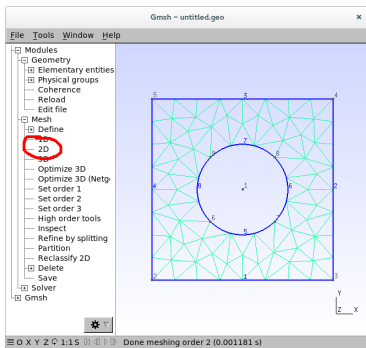 Gmsh - untitled.geo
File Tools Window Help
Modules
Geometry
Elementary entities
Physical groups
Coherence
Reload
Edit file
Mesh
Define
1D
2D
3D
Optimize 3D
Optimize 3D (Netg
Set order 1
Set order 2
Set order 3
High order tools
Inspect
Refine by splitting
Partition
Reclassify 2D
Delete
Save
Solver
Gmsh
5 3 4
8 7
4 8 1 6 2
6 5
2 1 3
Y
Z X
O X Y Z 1:1 S Done meshing order 2 (0.001181 s)